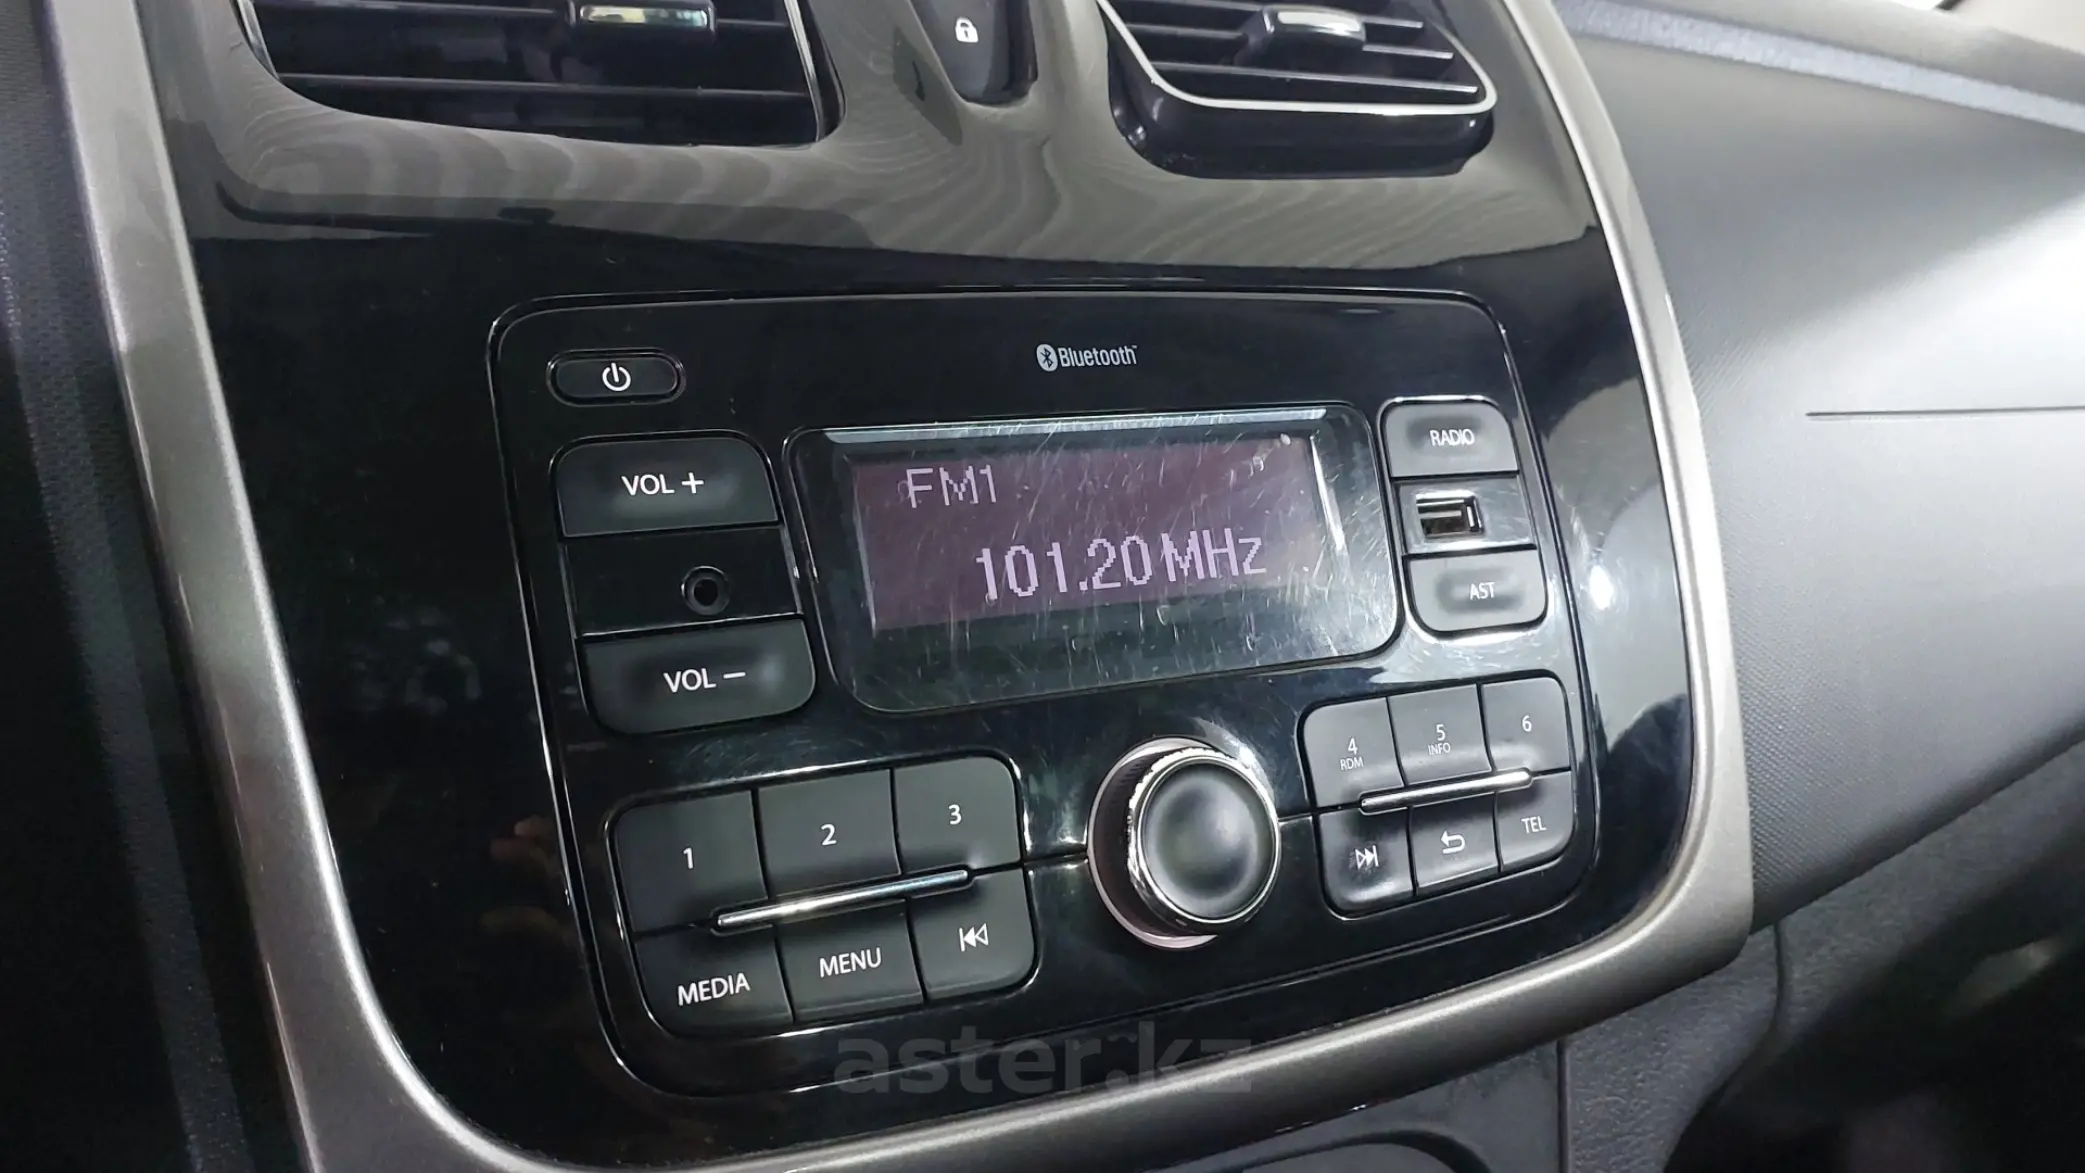 Bluetooth™
VOL +
FM1
101.20 MHz
RADIO
AST
VOL −
1
2
3
MEDIA
MENU
4
RDM
5
INFO
6
TEL
aster.kz